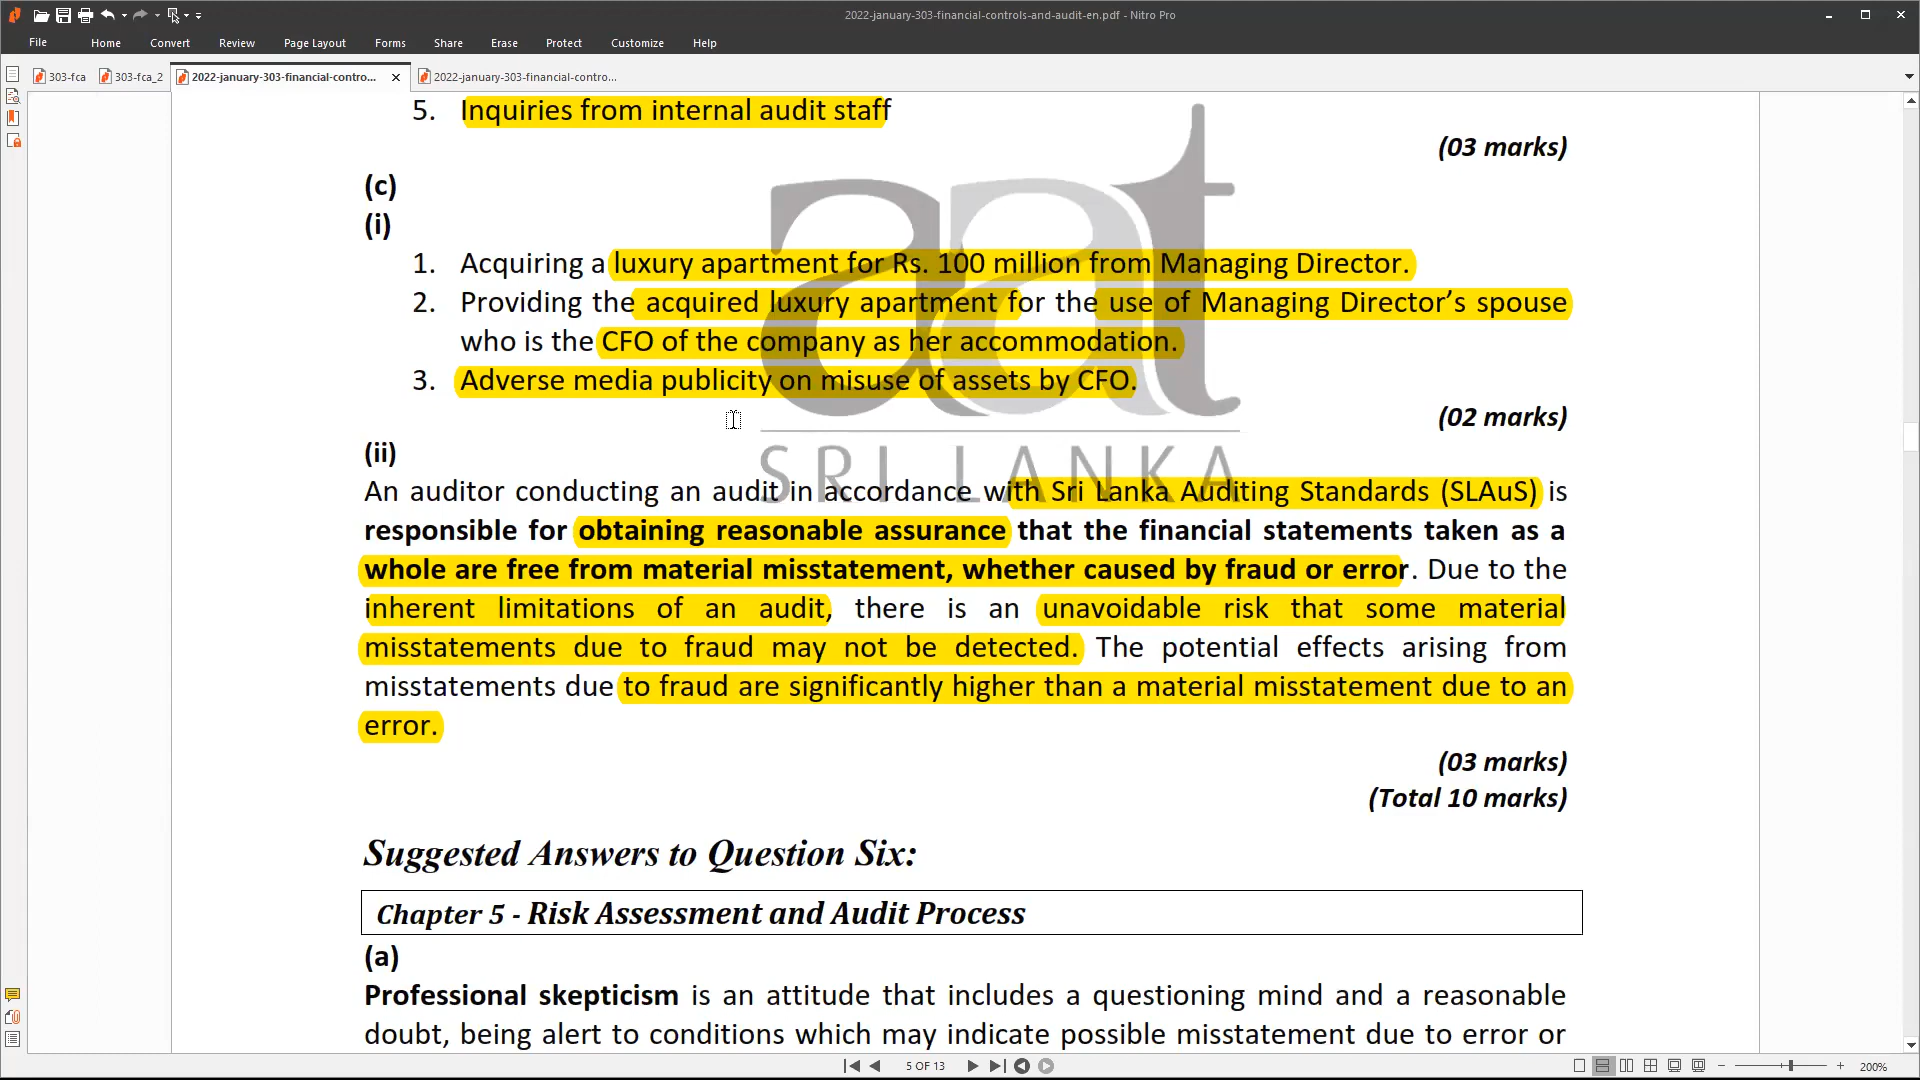 2022-january-303-financial-controls-and-audit-en.pdf - Nitro Pro
File Home Convert Review Page Layout Forms Share Erase Protect Customize Help
303-fca 303-fca_2 2022-january-303-financial-contro... 2022-january-303-financial-contro...
5. Inquiries from internal audit staff
(03 marks)
(c)
(i)
1. Acquiring a luxury apartment for Rs. 100 million from Managing Director.
2. Providing the acquired luxury apartment for the use of Managing Director’s spouse
who is the CFO of the company as her accommodation.
3. Adverse media publicity on misuse of assets by CFO.
(02 marks)
aat
SRI LANKA
(ii)
An auditor conducting an audit in accordance with Sri Lanka Auditing Standards (SLAuS) is
responsible for obtaining reasonable assurance that the financial statements taken as a
whole are free from material misstatement, whether caused by fraud or error. Due to the
inherent limitations of an audit, there is an unavoidable risk that some material
misstatements due to fraud may not be detected. The potential effects arising from
misstatements due to fraud are significantly higher than a material misstatement due to an
error.
(03 marks)
(Total 10 marks)
Suggested Answers to Question Six:
Chapter 5 - Risk Assessment and Audit Process
(a)
Professional skepticism is an attitude that includes a questioning mind and a reasonable
doubt, being alert to conditions which may indicate possible misstatement due to error or
5 OF 13
200%